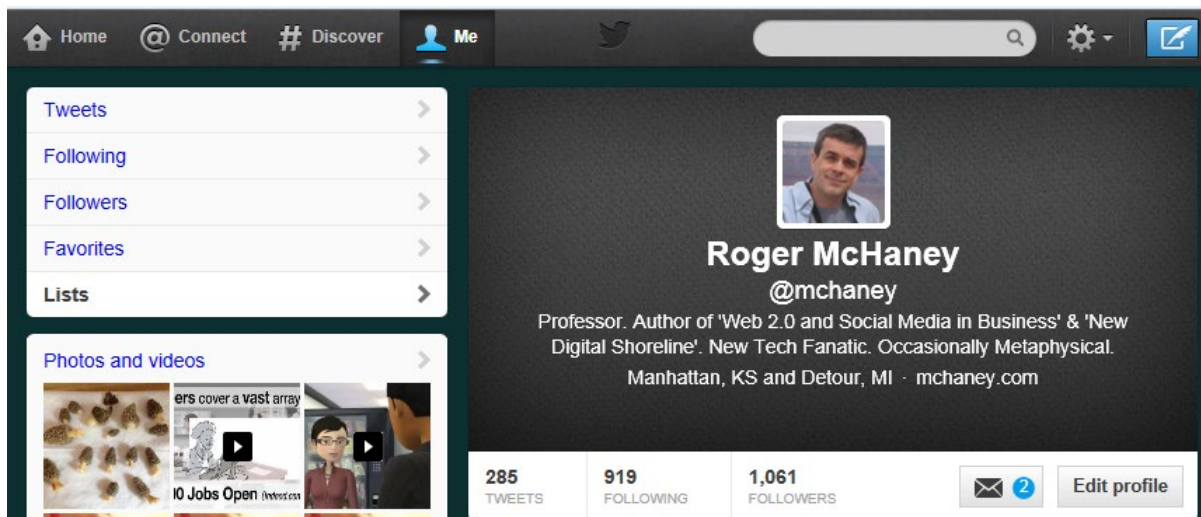 Home @ Connect # Discover Me
Tweets
Following
Followers
Favorites
Lists
Photos and videos
ers cover a vast array
00 Jobs Open (indeed.com
Roger McHaney
@mchaney
Professor. Author of 'Web 2.0 and Social Media in Business' & 'New
Digital Shoreline'. New Tech Fanatic. Occasionally Metaphysical.
Manhattan, KS and Detour, MI · mchaney.com
285 919 1,061
TWEETS FOLLOWING FOLLOWERS
2 Edit profile